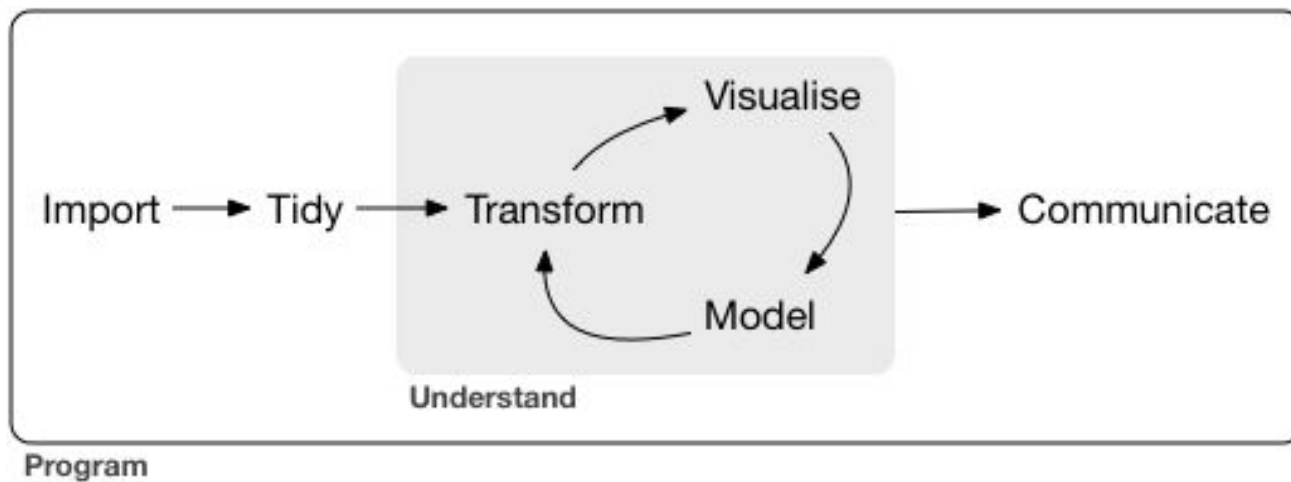 Visualise
Import Tidy Transform Communicate
Model
Understand
Program